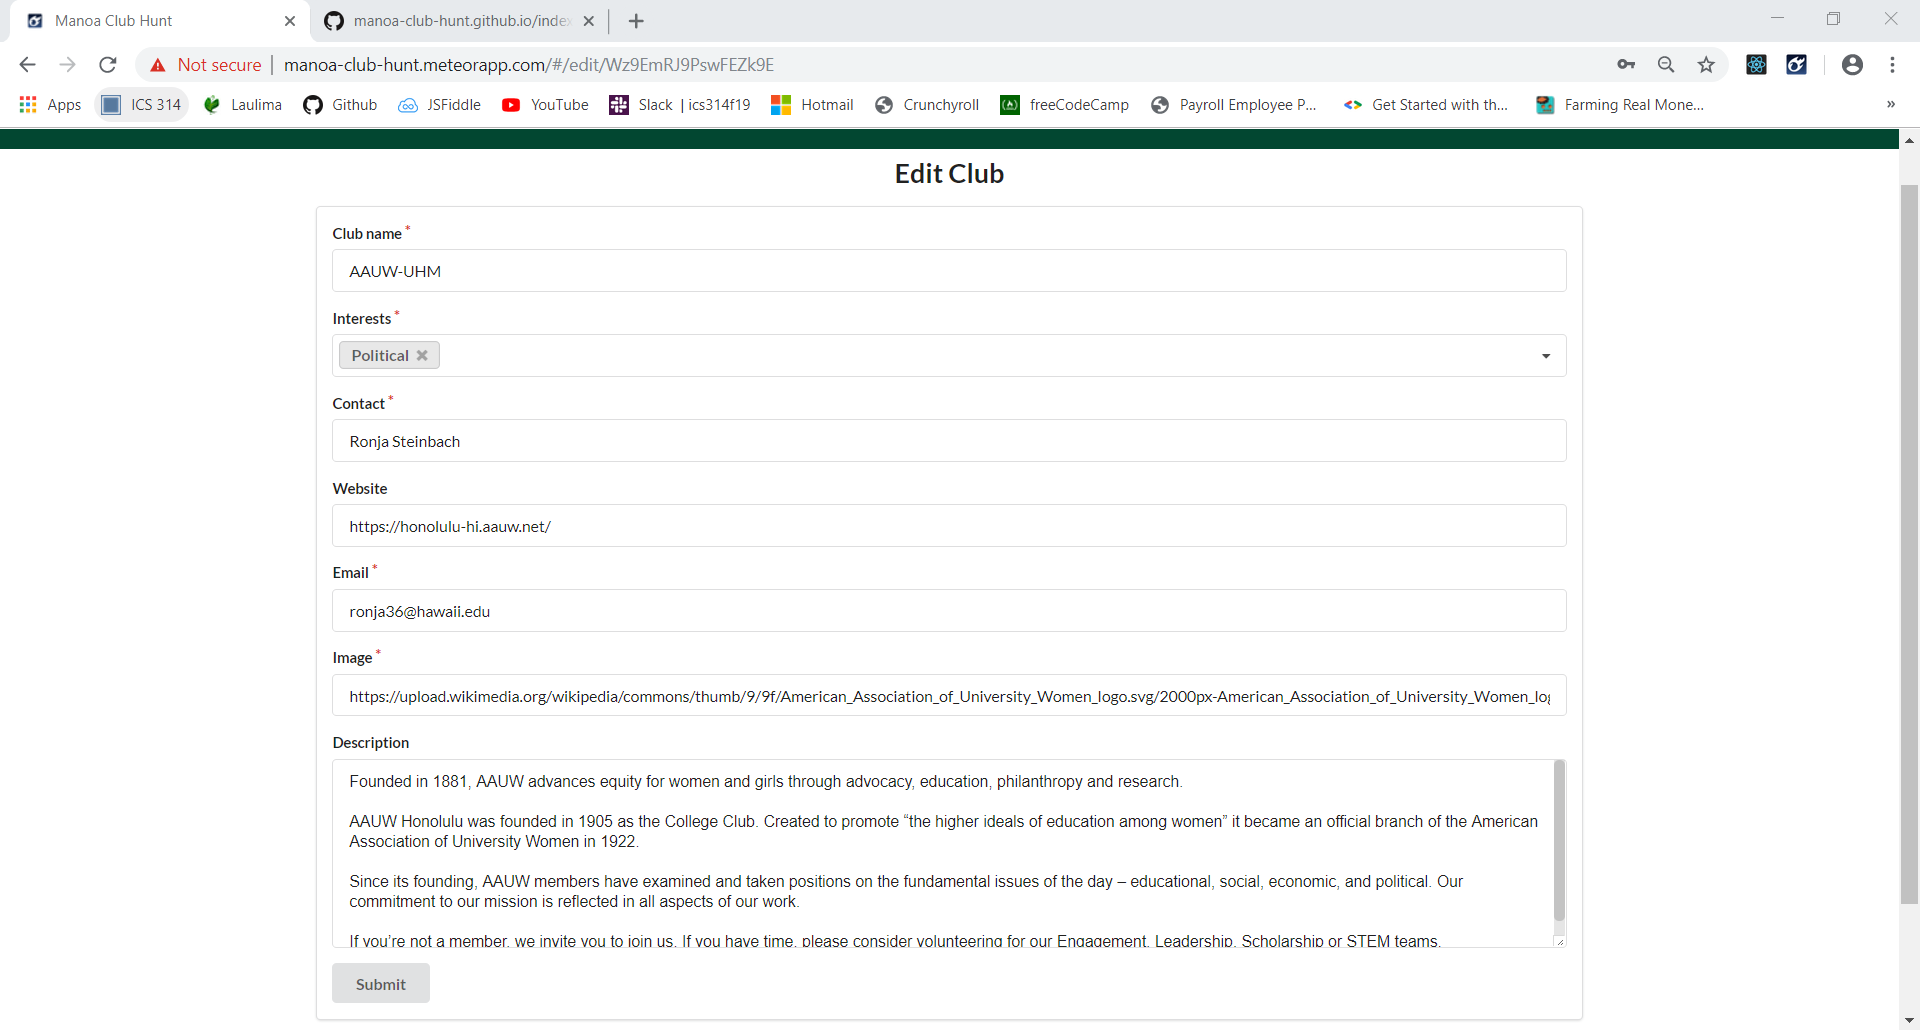 Manoa Club Hunt
manoa-club-hunt.github.io/index
Not secure | manoa-club-hunt.meteorapp.com/#/edit/Wz9EmRJ9PswFEZk9E
Apps ICS 314 Laulima Github JSFiddle YouTube Slack | ics314f19 Hotmail Crunchyroll freeCodeCamp Payroll Employee P... Get Started with th... Farming Real Mone... »
Edit Club
Club name *
AAUW-UHM
Interests *
Political
Contact *
Ronja Steinbach
Website
https://honolulu-hi.aauw.net/
Email *
ronja36@hawaii.edu
Image *
https://upload.wikimedia.org/wikipedia/commons/thumb/9/9f/American_Association_of_University_Women_logo.svg/2000px-American_Association_of_University_Women_log
Description
Founded in 1881, AAUW advances equity for women and girls through advocacy, education, philanthropy and research.
AAUW Honolulu was founded in 1905 as the College Club. Created to promote “the higher ideals of education among women” it became an official branch of the American
Association of University Women in 1922.
Since its founding, AAUW members have examined and taken positions on the fundamental issues of the day – educational, social, economic, and political. Our
commitment to our mission is reflected in all aspects of our work.
If you’re not a member, we invite you to join us. If you have time, please consider volunteering for our Engagement, Leadership, Scholarship or STEM teams.
Submit